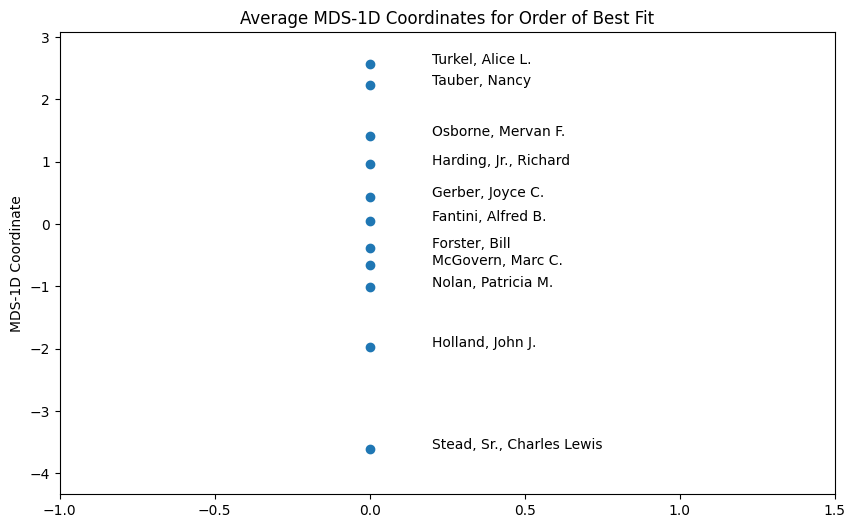 Average MDS-1D Coordinates for Order of Best Fit
MDS-1D Coordinate
3
2
1
0
−1
−2
−3
−4
Turkel, Alice L.
Tauber, Nancy
Osborne, Mervan F.
Harding, Jr., Richard
Gerber, Joyce C.
Fantini, Alfred B.
Forster, Bill
McGovern, Marc C.
Nolan, Patricia M.
Holland, John J.
Stead, Sr., Charles Lewis
−1.0 −0.5 0.0 0.5 1.0 1.5